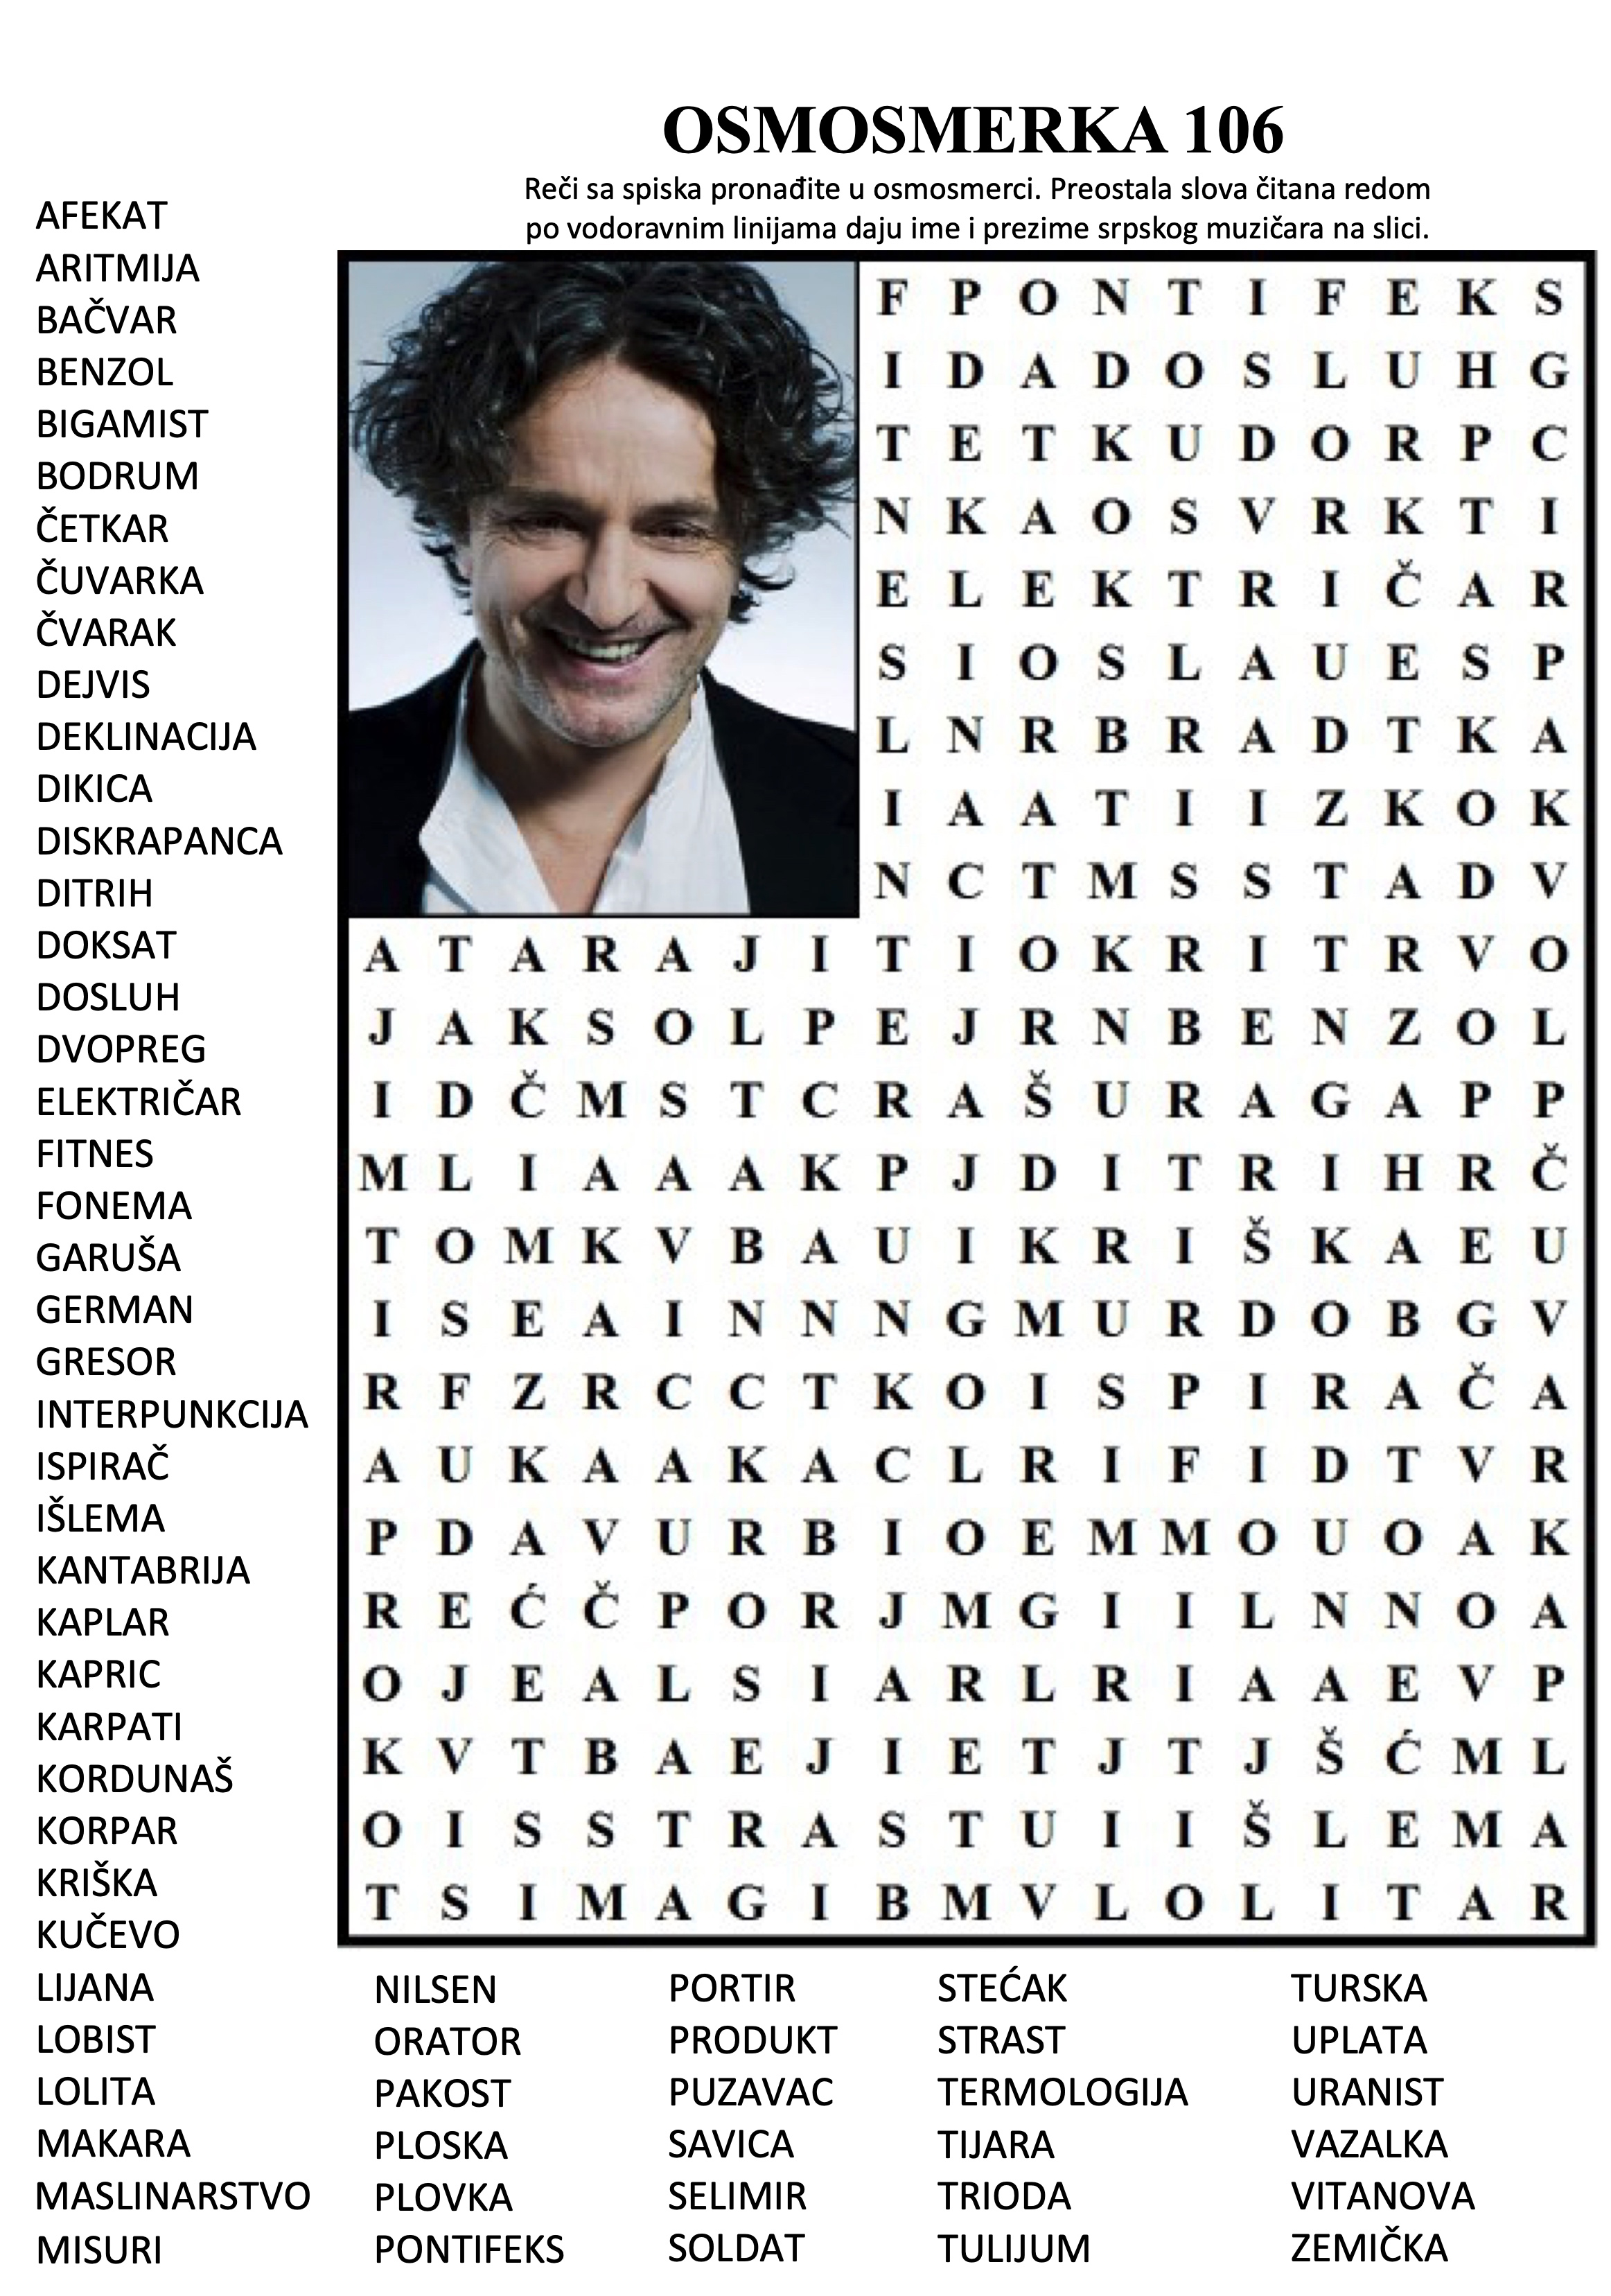 OSMOSMERKA 106
Reči sa spiska pronađite u osmosmerci. Preostala slova čitana redom
po vodoravnim linijama daju ime i prezime srpskog muzičara na slici.
AFEKAT
ARITMIJA
BAČVAR
BENZOL
BIGAMIST
BODRUM
ČETKAR
ČUVARKA
ČVARAK
DEJVIS
DEKLINACIJA
DIKICA
DISKRAPANCA
DITRIH
DOKSAT
DOSLUH
DVOPREG
ELEKTRIČAR
FITNES
FONEMA
GARUŠA
GERMAN
GRESOR
INTERPUNKCIJA
ISPIRAČ
IŠLEMA
KANTABRIJA
KAPLAR
KAPRIC
KARPATI
KORDUNAŠ
KORPAR
KRIŠKA
KUČEVO
LIJANA
LOBIST
LOLITA
MAKARA
MASLINARSTVO
MISURI
F P O N T I F E K S
I D A D O S L U H G
T E T K U D O R P C
N K A O S V R K T I
E L E K T R I Č A R
S I O S L A U E S P
L N R B R A D T K A
I A A T I I Z K O K
N C T M S S T A D V
A T A R A J I T I O K R I T R V O
J A K S O L P E J R N B E N Z O L
I D Č M S T C R A Š U R A G A P P
M L I A A A K P J D I T R I H R Č
T O M K V B A U I K R I Š K A E U
I S E A I N N N G M U R D O B G V
R F Z R C C T K O I S P I R A Č A
A U K A A K A C L R I F I D T V R
P D A V U R B I O E M M O U O A K
R E Ć Č P O R J M G I I L N N O A
O J E A L S I A R L R I A A E V P
K V T B A E J I E T J T J Š Ć M L
O I S S T R A S T U I I Š L E M A
T S I M A G I B M V L O L I T A R
NILSEN
ORATOR
PAKOST
PLOSKA
PLOVKA
PONTIFEKS
PORTIR
PRODUKT
PUZAVAC
SAVICA
SELIMIR
SOLDAT
STEĆAK
STRAST
TERMOLOGIJA
TIJARA
TRIODA
TULIJUM
TURSKA
UPLATA
URANIST
VAZALKA
VITANOVA
ZEMIČKA